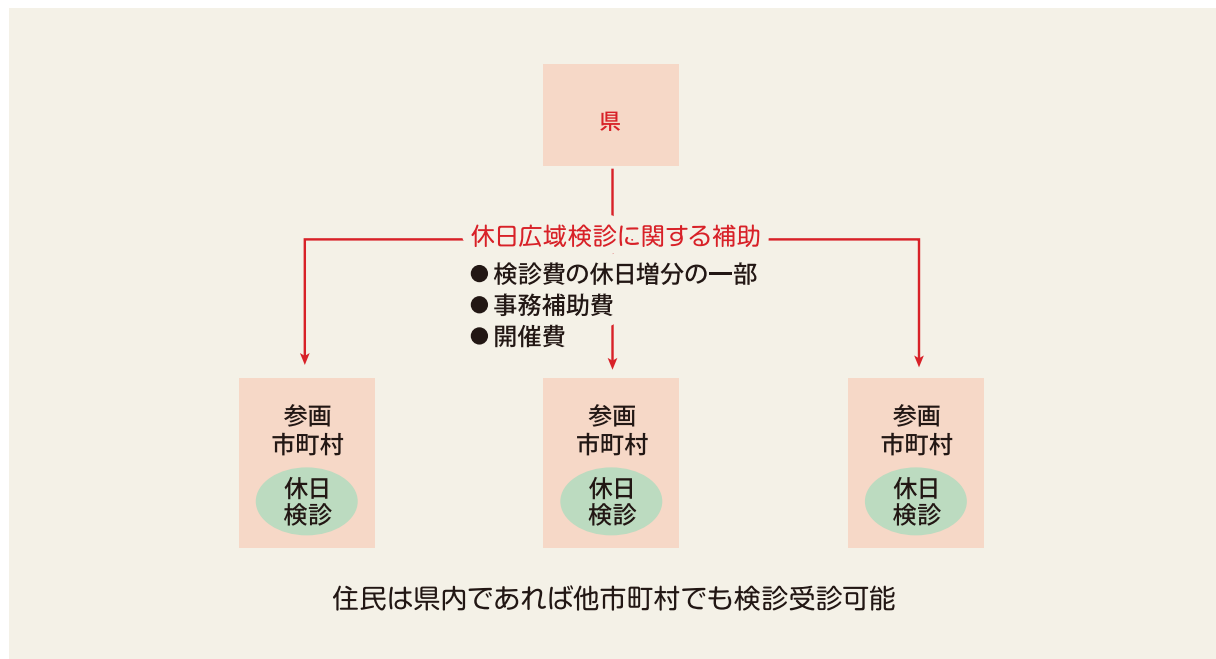 県
休日広域検診に関する補助
●検診費の休日増分の一部
●事務補助費
●開催費
参画
市町村
休日
検診
参画
市町村
休日
検診
参画
市町村
休日
検診
住民は県内であれば他市町村でも検診受診可能